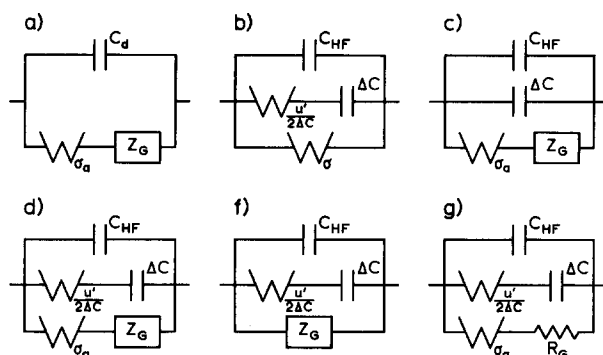 a)
C_d
σ_a
Z_G
b)
C_HF
u'/2ΔC
ΔC
σ
c)
C_HF
ΔC
σ_a
Z_G
d)
C_HF
u'/2ΔC
ΔC
σ_a
Z_G
f)
C_HF
u'/2ΔC
ΔC
Z_G
g)
C_HF
u'/2ΔC
ΔC
σ_a
R_G